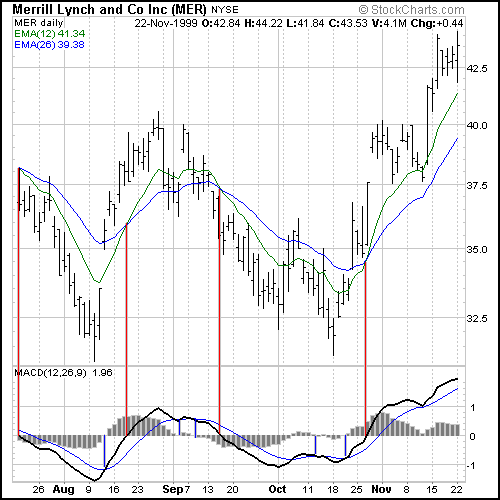 Merrill Lynch and Co Inc (MER) NYSE © StockCharts.com
22-Nov-1999 O:42.84 H:44.22 L:41.84 C:43.53 V:4.1M Chg:+0.44
MER daily
EMA(12) 41.34
EMA(26) 39.38
42.5
40.0
37.5
35.0
32.5
MACD(12,26,9) 1.96
1
0
-1
26 Aug 9 16 23 Sep 7 13 20 27 Oct 11 18 25 Nov 8 15 22